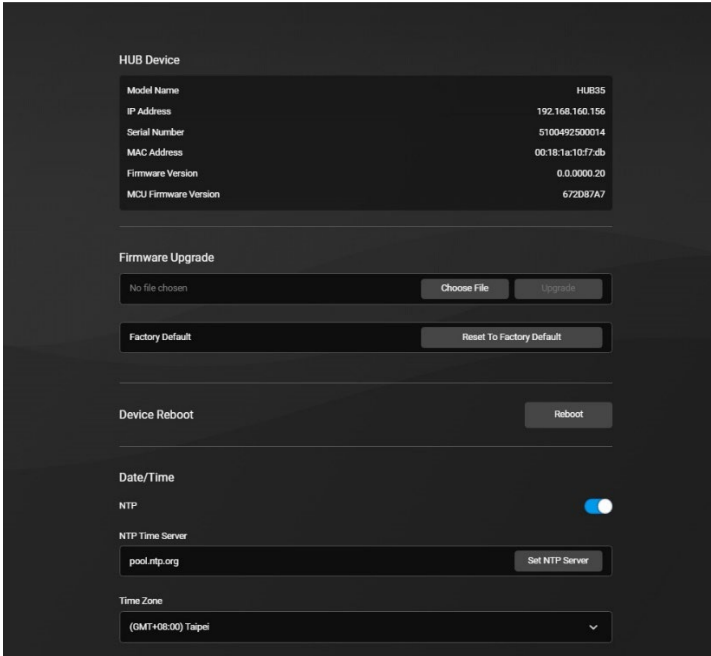 HUB Device
Model Name HUB35
IP Address 192.168.160.156
Serial Number 5100492500014
MAC Address 00:18:1a:10:f7:db
Firmware Version 0.0.0000.20
MCU Firmware Version 672D87A7
Firmware Upgrade
No file chosen Choose File Upgrade
Factory Default Reset To Factory Default
Device Reboot Reboot
Date/Time
NTP
NTP Time Server
pool.ntp.org Set NTP Server
Time Zone
(GMT+08:00) Taipei